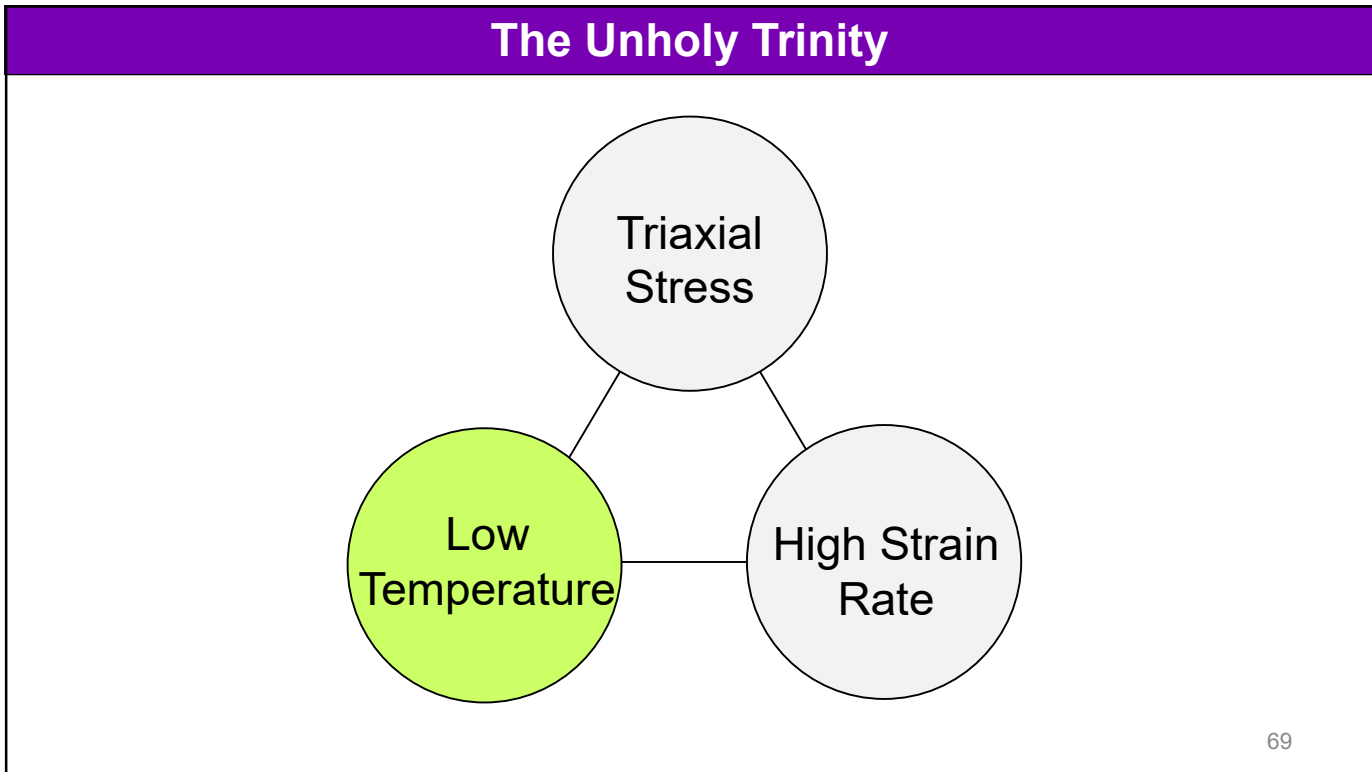 The Unholy Trinity
Triaxial
Stress
Low
Temperature
High Strain
Rate
69